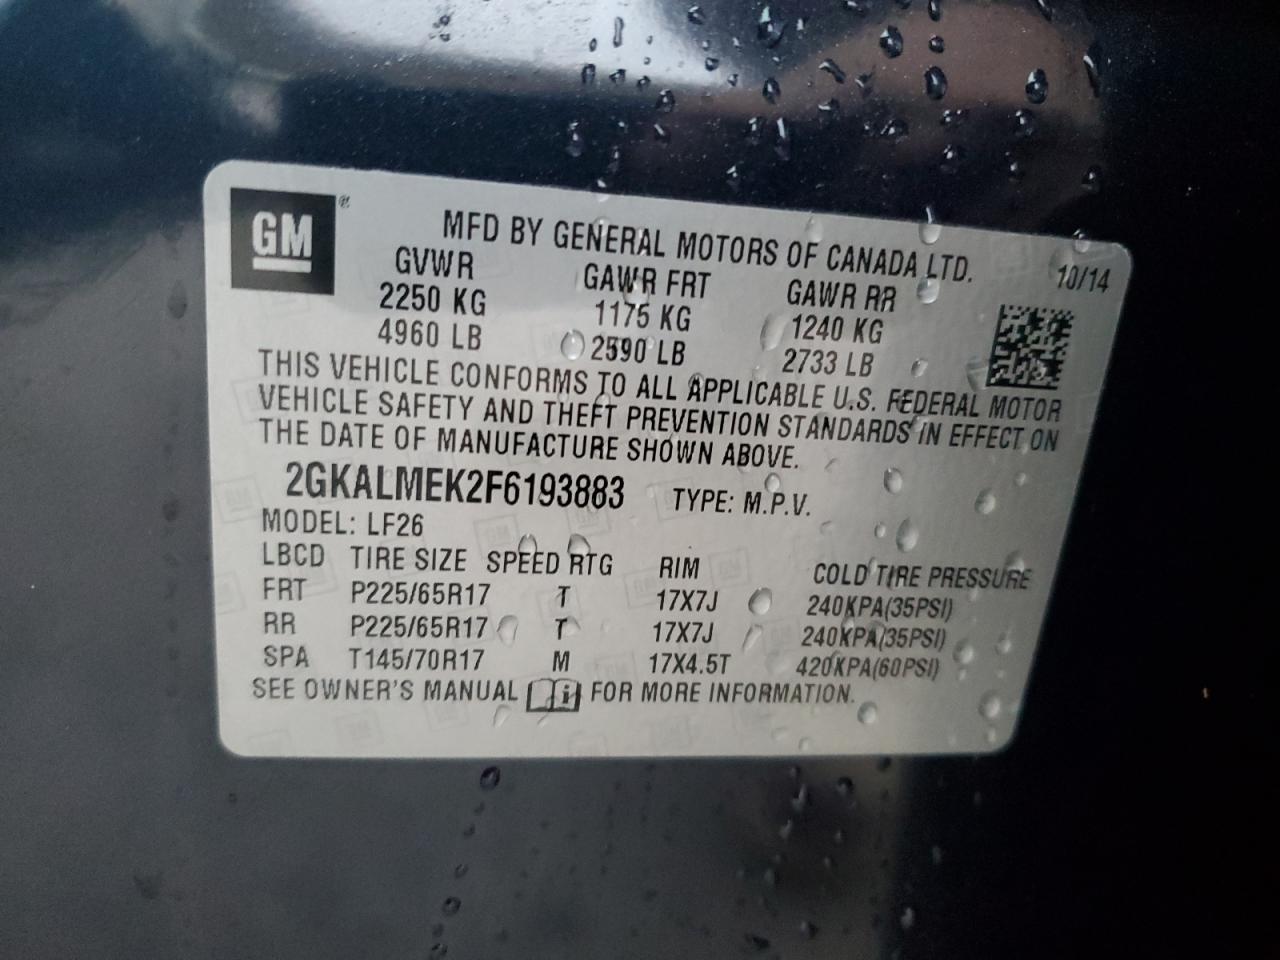 GM ®
MFD BY GENERAL MOTORS OF CANADA LTD.
10/14
GVWR GAWR FRT GAWR RR
2250 KG 1175 KG 1240 KG
4960 LB 2590 LB 2733 LB
THIS VEHICLE CONFORMS TO ALL APPLICABLE U.S. FEDERAL MOTOR
VEHICLE SAFETY AND THEFT PREVENTION STANDARDS IN EFFECT ON
THE DATE OF MANUFACTURE SHOWN ABOVE.
2GKALMEK2F6193883 TYPE: M.P.V.
MODEL: LF26
LBCD TIRE SIZE SPEED RTG RIM COLD TIRE PRESSURE
FRT P225/65R17 T 17X7J 240KPA(35PSI)
RR P225/65R17 T 17X7J 240KPA(35PSI)
SPA T145/70R17 M 17X4.5T 420KPA(60PSI)
SEE OWNER'S MANUAL i FOR MORE INFORMATION.